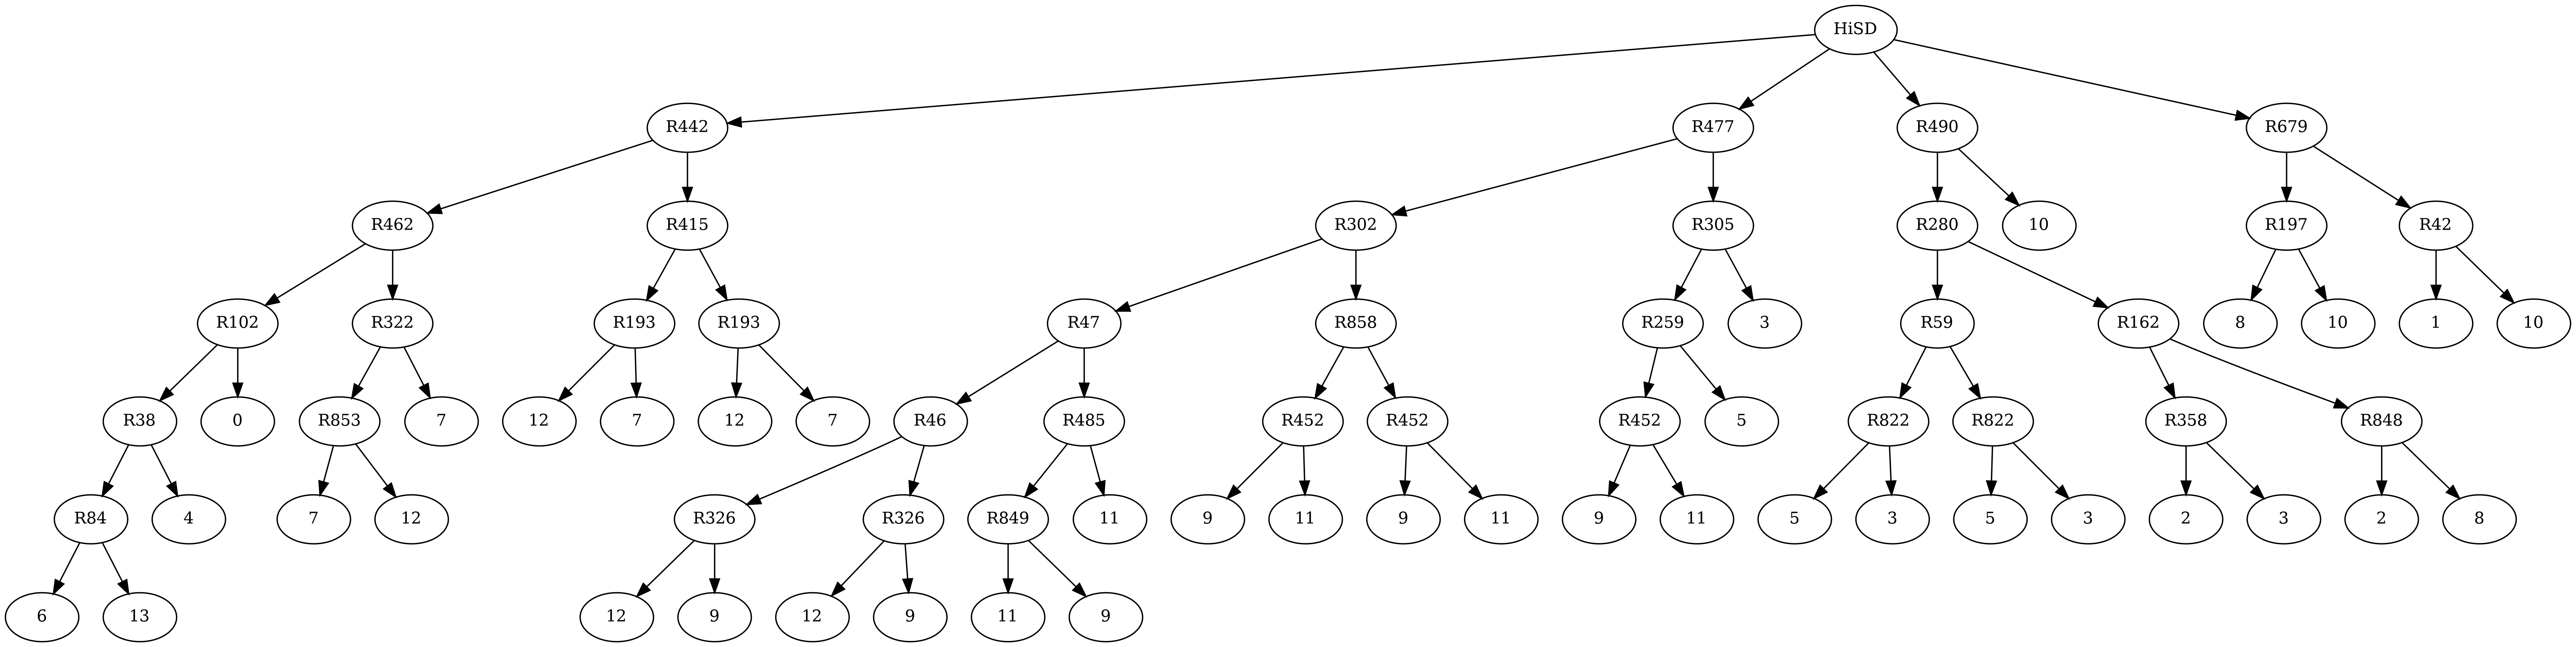 HiSD
R442 R477 R490 R679
R462 R415 R302 R305 R280 10 R197 R42
R102 R322 R193 R193 R47 R858 R259 3 R59 R162 8 10 1 10
R38 0 R853 7 12 7 12 7 R46 R485 R452 R452 R452 5 R822 R822 R358 R848
R84 4 7 12 R326 R326 R849 11 9 11 9 11 9 11 5 3 5 3 2 3 2 8
6 13 12 9 12 9 11 9